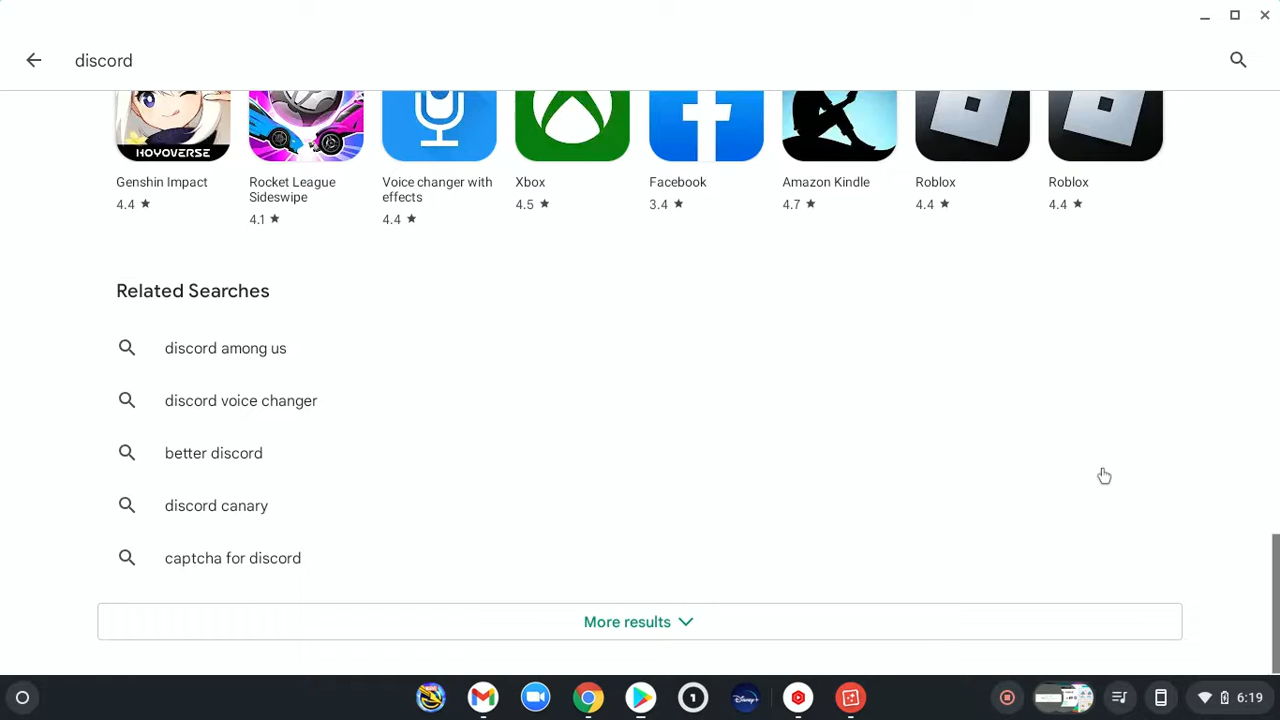 discord
HOYOVERSE
Genshin Impact
4.4 ★
Rocket League
Sideswipe
4.1 ★
Voice changer with
effects
4.4 ★
Xbox
4.5 ★
Facebook
3.4 ★
Amazon Kindle
4.7 ★
Roblox
4.4 ★
Roblox
4.4 ★
Related Searches
discord among us
discord voice changer
better discord
discord canary
captcha for discord
More results
1
Disney+
6:19